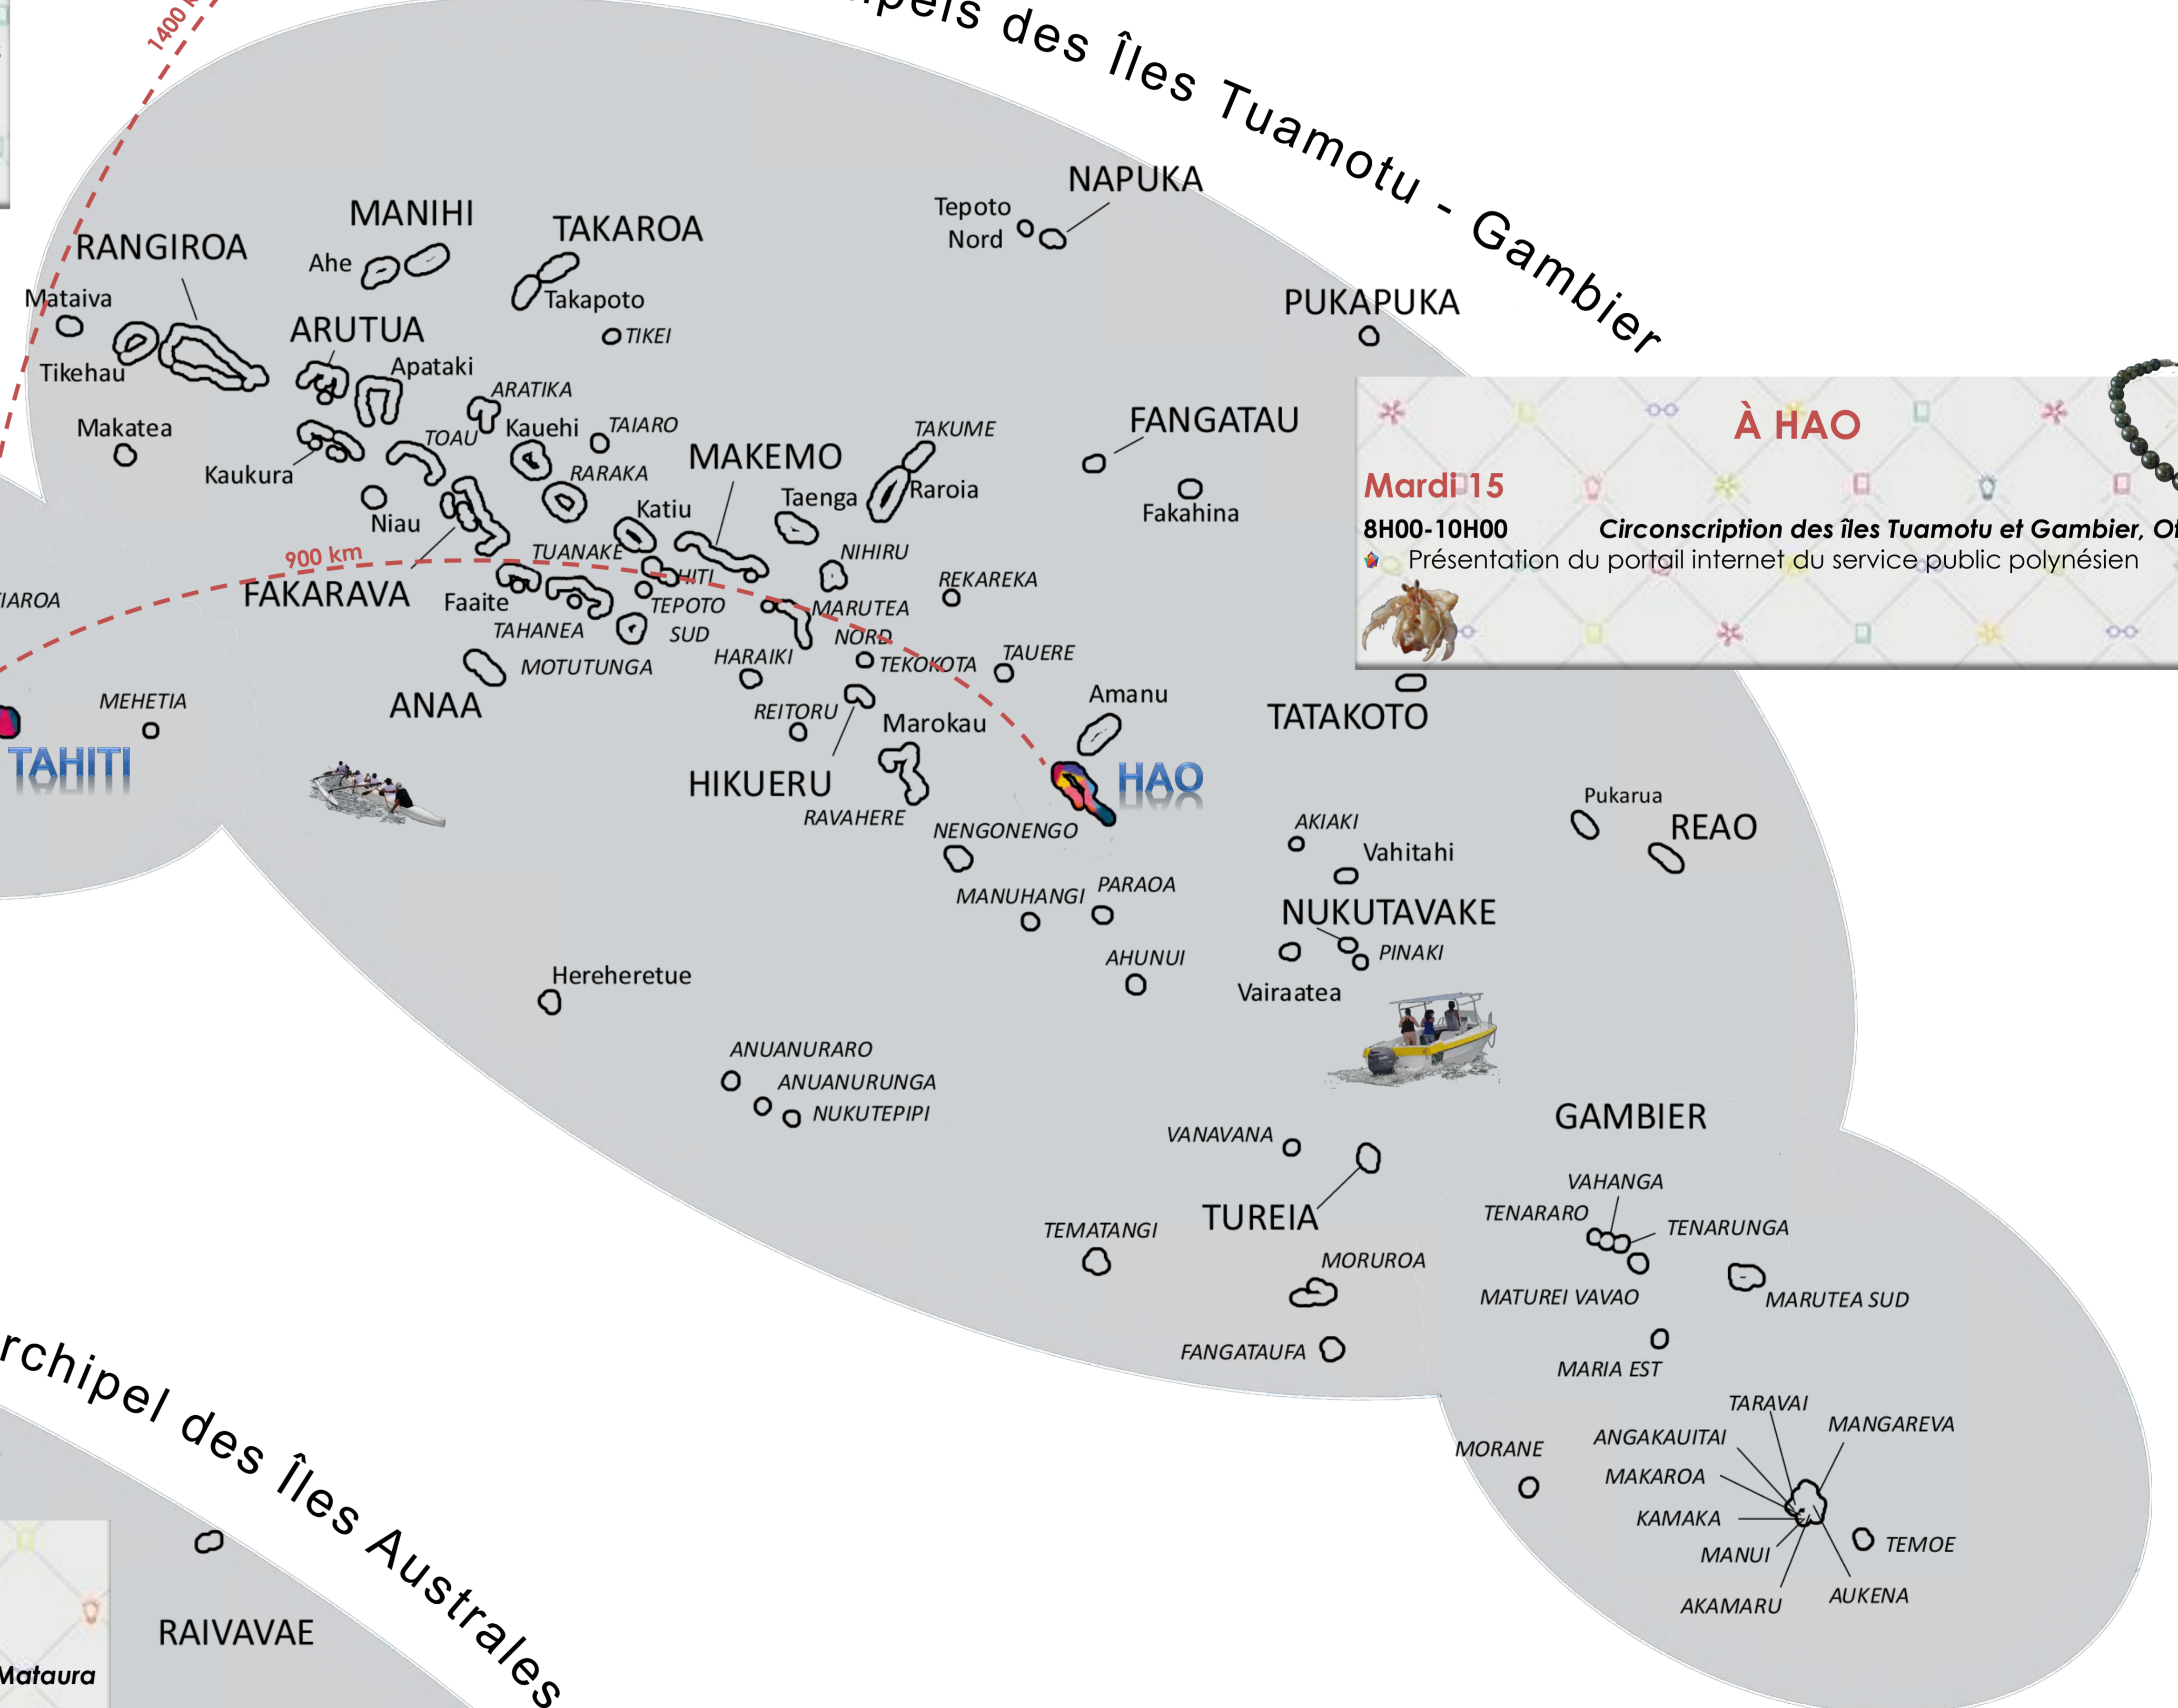 1400 k
pels des Îles Tuamotu - Gambier
NAPUKA
Tepoto
Nord
MANIHI
TAKAROA
RANGIROA
Ahe
Mataiva
Takapoto
PUKAPUKA
ARUTUA
TIKEI
Tikehau
Apataki
ARATIKA
Makatea
TOAU
Kauehi
TAIARO
TAKUME
FANGATAU
À HAO
Kaukura
RARAKA
MAKEMO
Raroia
Mardi 15
Niau
Katiu
Taenga
Fakahina
8H00-10H00 Circonscription des îles Tuamotu et Gambier, Of
Présentation du portail internet du service public polynésien
900 km
TUANAKE
NIHIRU
HITI
REKAREKA
IAROA
FAKARAVA
Faaite
TEPOTO
SUD
MARUTEA
NORD
TAHANEA
HARAIKI
TEKOKOTA
TAUERE
MOTUTUNGA
MEHETIA
ANAA
REITORU
Marokau
Amanu
TATAKOTO
TAHITI
HIKUERU
HAO
RAVAHERE
NENGONENGO
AKIAKI
Pukarua
REAO
Vahitahi
MANUHANGI
PARAOA
NUKUTAVAKE
PINAKI
AHUNUI
Hereheretue
Vairaatea
ANUANURARO
ANUANURUNGA
NUKUTEPIPI
VANAVANA
GAMBIER
VAHANGA
TUREIA
TENARARO
TENARUNGA
TEMATANGI
MORUROA
MATUREI VAVAO
MARUTEA SUD
FANGATAUFA
MARIA EST
TARAVAI
MANGAREVA
MORANE
ANGAKAUITAI
MAKAROA
KAMAKA
MANUI
TEMOE
AKAMARU
AUKENA
rchipel des Îles Australes
RAIVAVAE
Mataura